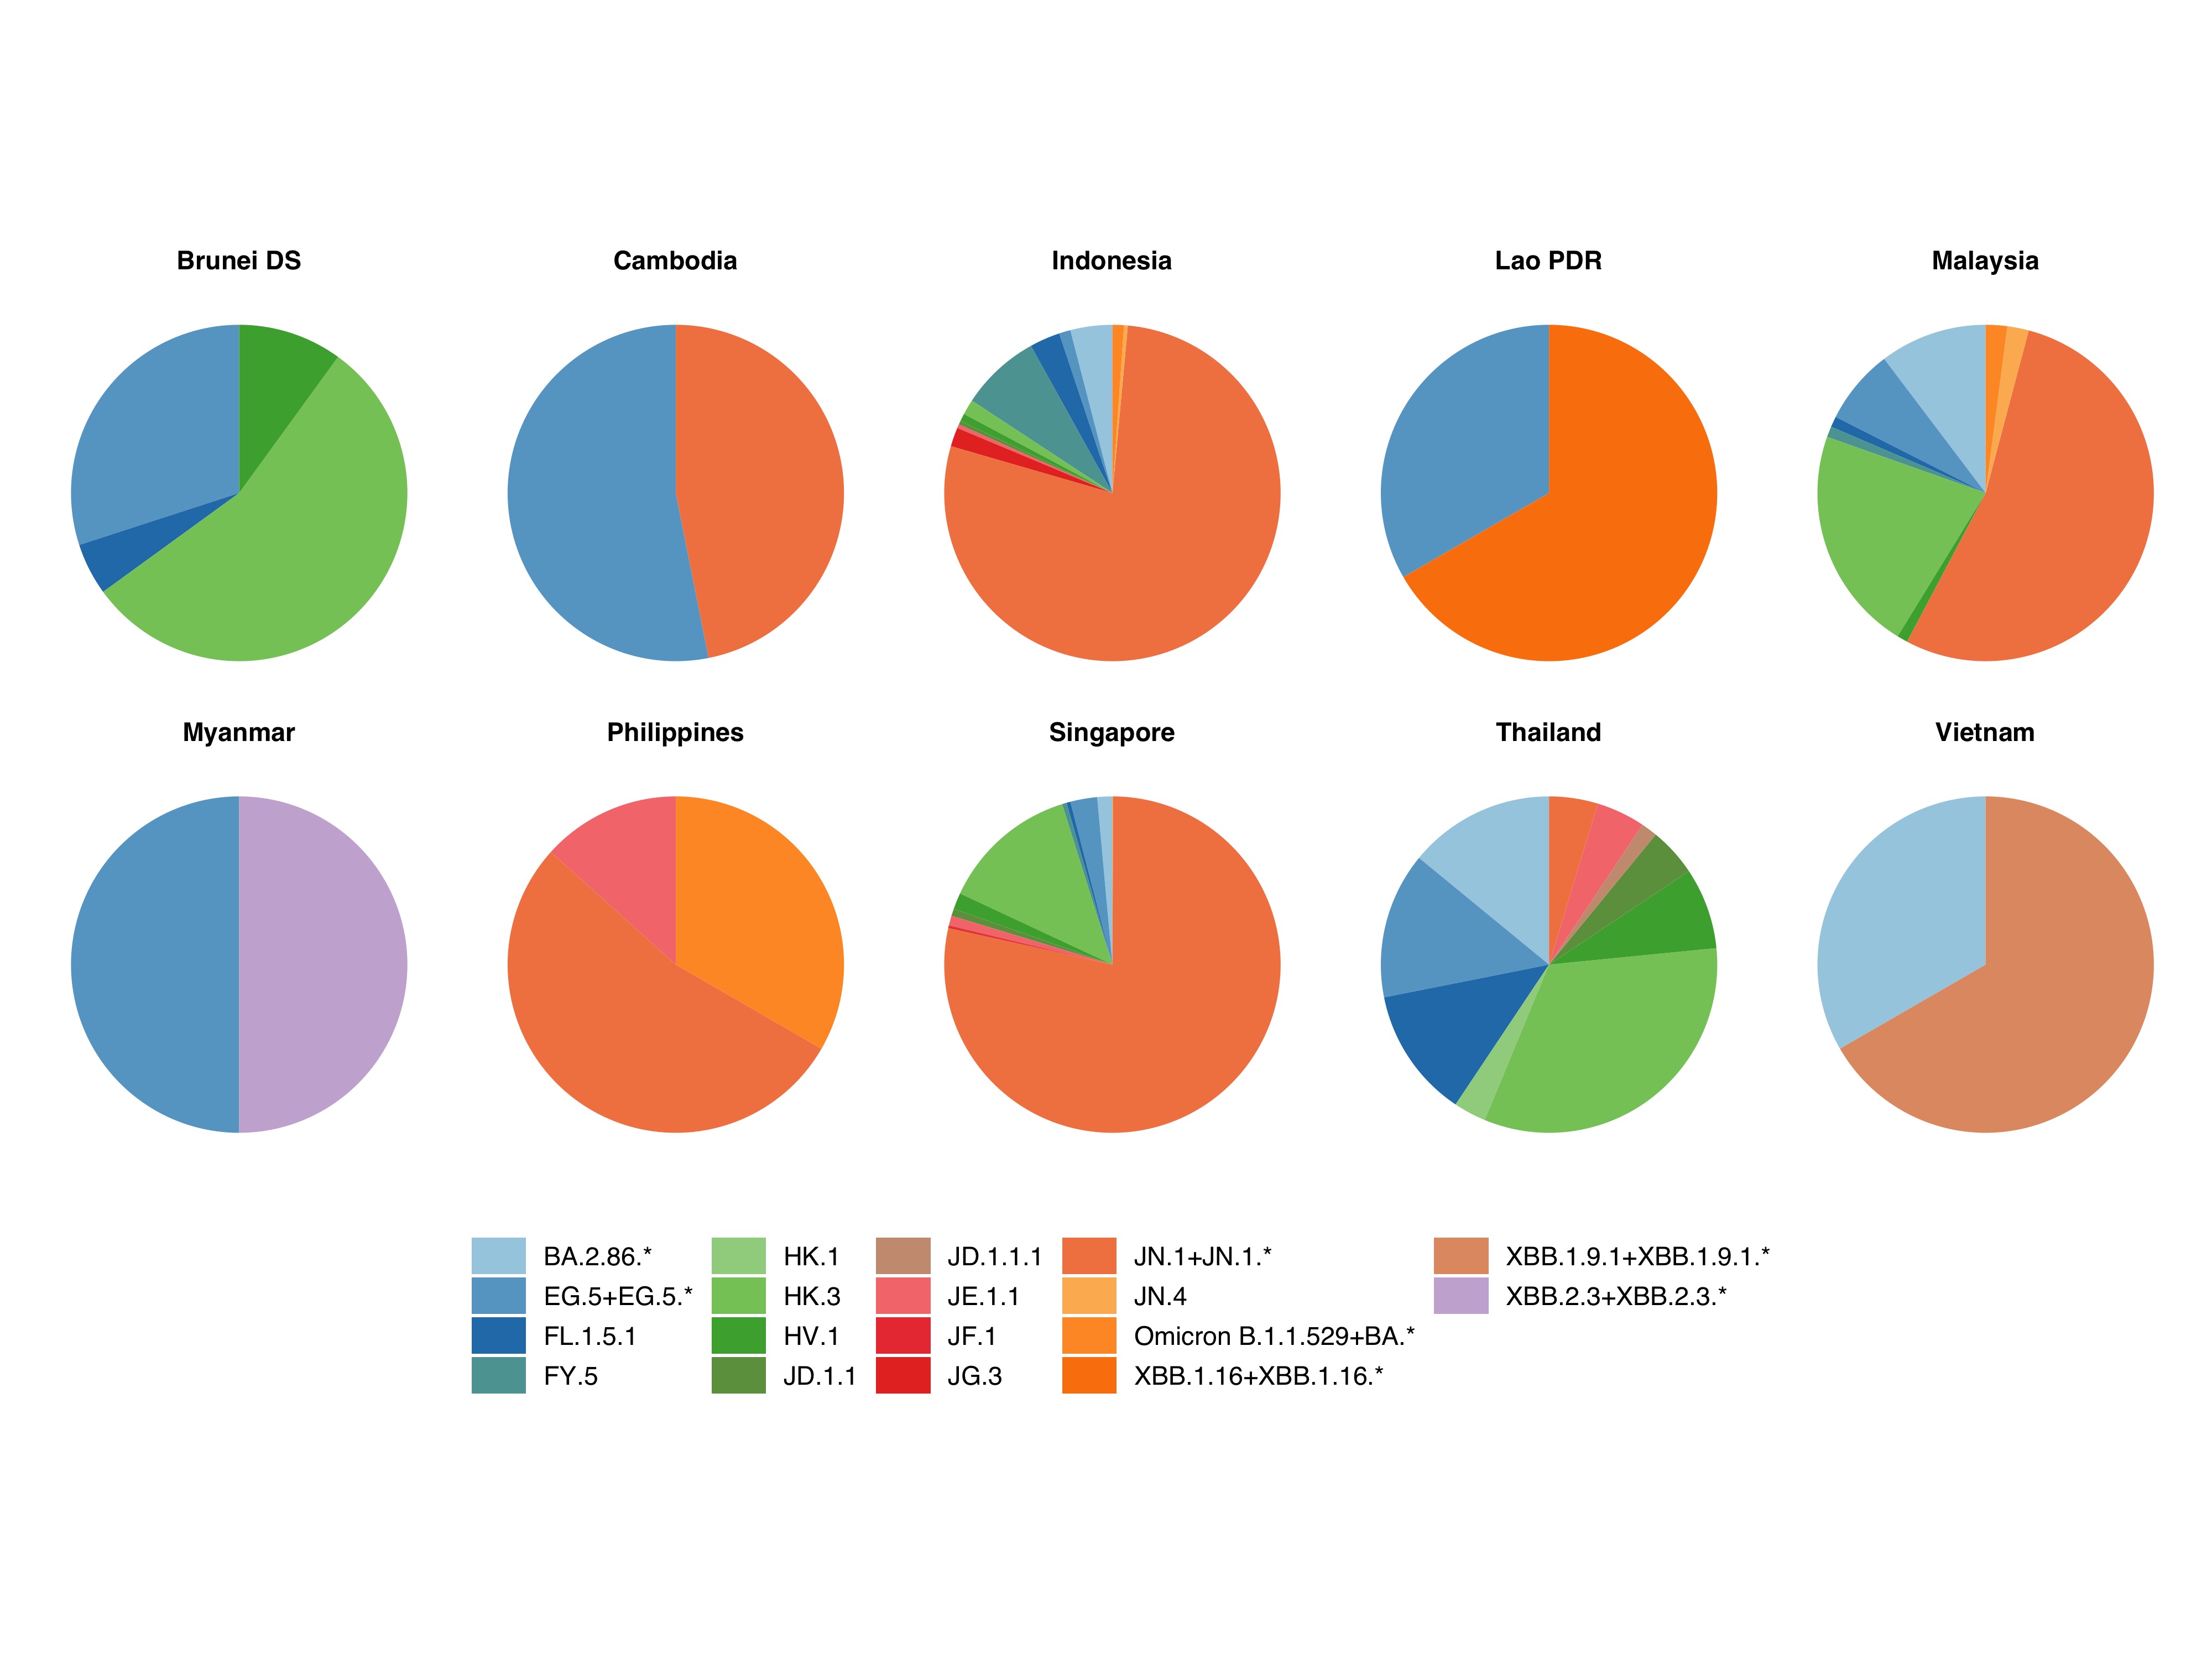 Brunei DS
Cambodia
Indonesia
Lao PDR
Malaysia
Myanmar
Philippines
Singapore
Thailand
Vietnam
BA.2.86.*
EG.5+EG.5.*
FL.1.5.1
FY.5
HK.1
HK.3
HV.1
JD.1.1
JD.1.1.1
JE.1.1
JF.1
JG.3
JN.1+JN.1.*
JN.4
Omicron B.1.1.529+BA.*
XBB.1.16+XBB.1.16.*
XBB.1.9.1+XBB.1.9.1.*
XBB.2.3+XBB.2.3.*